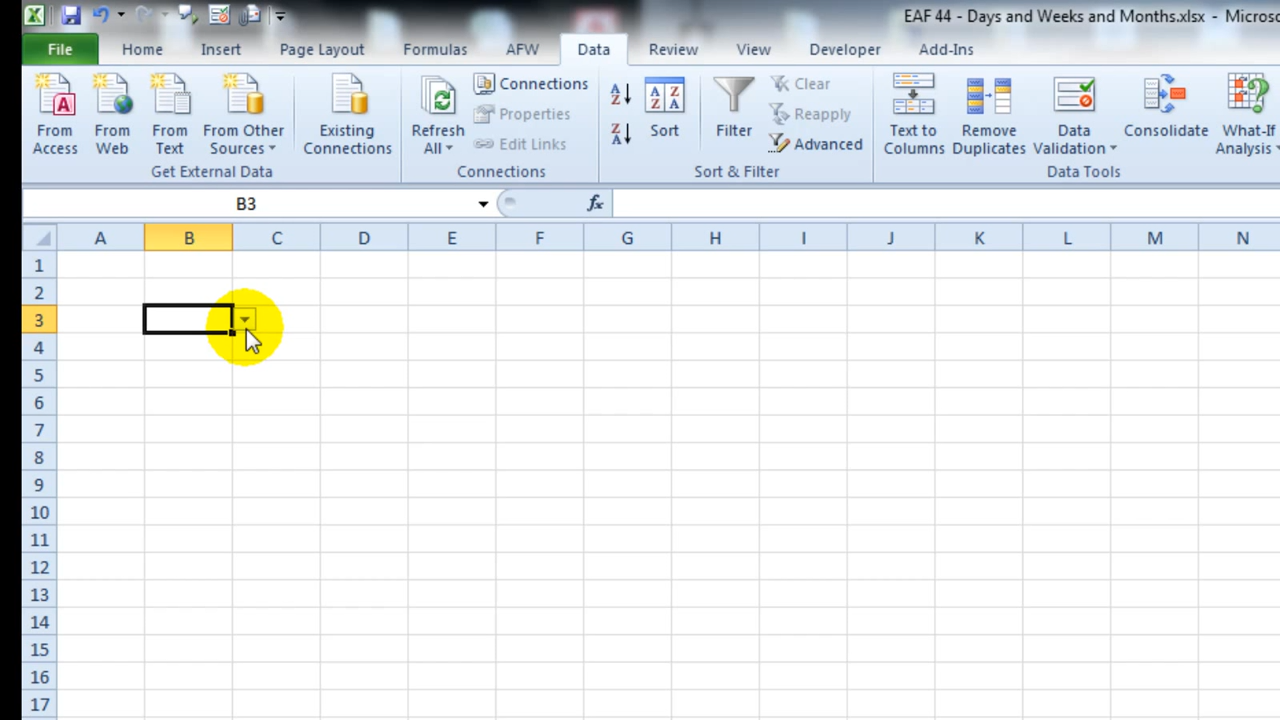 EAF 44 - Days and Weeks and Months.xlsx - Microso
File Home Insert Page Layout Formulas AFW Data Review View Developer Add-Ins
From Access
From Web
From Text
From Other Sources
Existing Connections
Get External Data
Refresh All
Connections
Properties
Edit Links
Connections
A Z
Z A
A Z Z A
Sort
Filter
Clear
Reapply
Advanced
Sort & Filter
Text to Columns
Remove Duplicates
Data Validation
Consolidate
What-If Analysis
Data Tools
B3 fx
A B C D E F G H I J K L M N
1
2
3
4
5
6
7
8
9
10
11
12
13
14
15
16
17